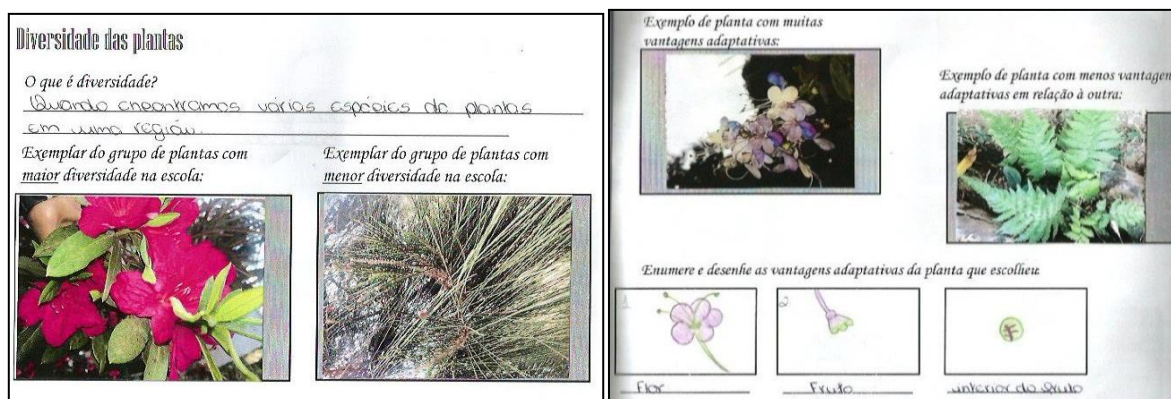 Diversidade das plantas
O que é diversidade?
Quando encontramos várias espécies de plantas
em uma região.
Exemplar do grupo de plantas com
maior diversidade na escola:
Exemplar do grupo de plantas com
menor diversidade na escola:
Exemplo de planta com muitas
vantagens adaptativas:
Exemplo de planta com menos vantagen
adaptativas em relação à outra:
Enumere e desenhe as vantagens adaptativas da planta que escolheu:
1
2
Flor
Fruto
interior do fruto